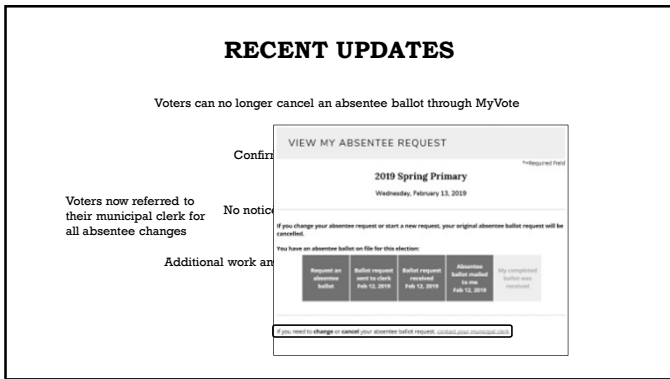 RECENT UPDATES
Voters can no longer cancel an absentee ballot through MyVote
Confirm
Voters now referred to
their municipal clerk for
all absentee changes
No notice
Additional work an
VIEW MY ABSENTEE REQUEST
*=Required Field
2019 Spring Primary
Wednesday, February 13, 2019
If you change your absentee request or start a new request, your original absentee ballot request will be
cancelled.
You have an absentee ballot on file for this election:
Request an
absentee
ballot
Ballot request
sent to clerk
Feb 12, 2019
Ballot request
received
Feb 12, 2019
Absentee
ballot mailed
to me
Feb 12, 2019
My completed
ballot was
received
If you need to change or cancel your absentee ballot request, contact your municipal clerk